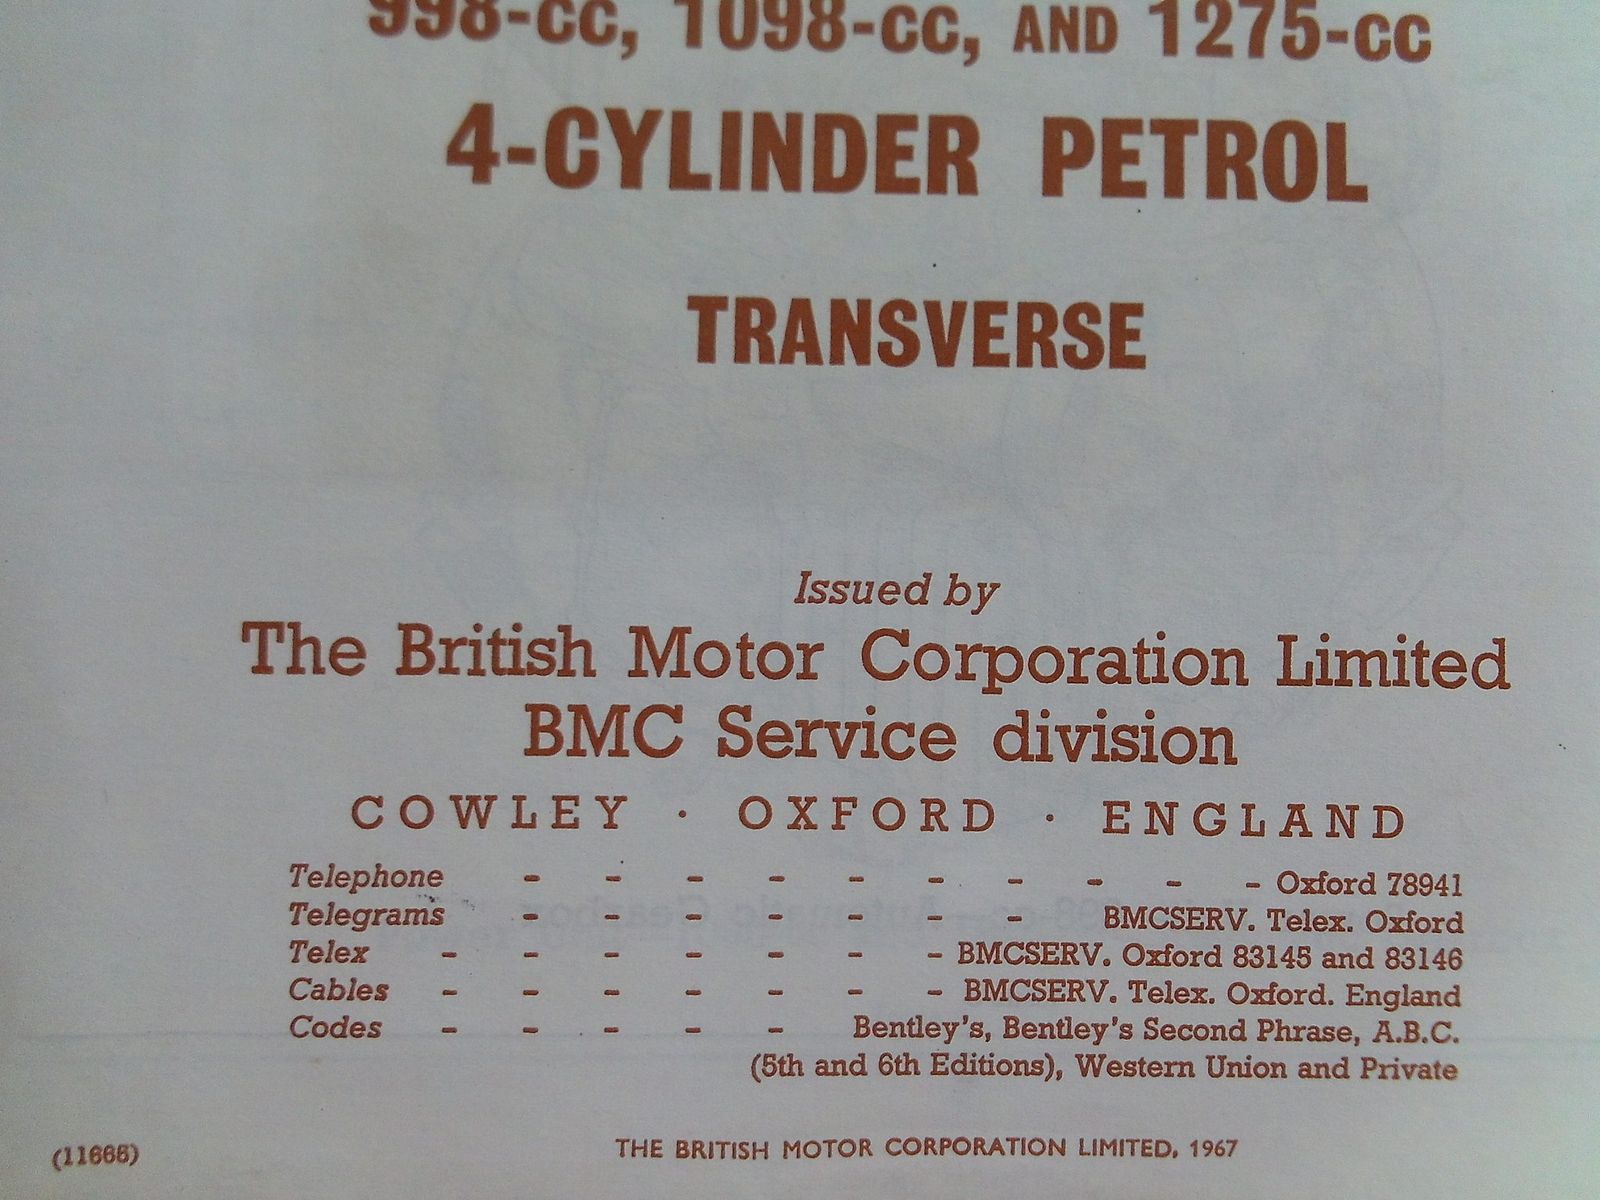 998-cc, 1098-cc, AND 1275-cc
4-CYLINDER PETROL
TRANSVERSE
Issued by
The British Motor Corporation Limited
BMC Service division
COWLEY · OXFORD · ENGLAND
Telephone - - - - - - - - - - Oxford 78941
Telegrams - - - - - - - BMCSERV. Telex. Oxford
Telex - - - - - - - BMCSERV. Oxford 83145 and 83146
Cables - - - - - - - BMCSERV. Telex. Oxford. England
Codes - - - - - Bentley's, Bentley's Second Phrase, A.B.C.
(5th and 6th Editions), Western Union and Private
THE BRITISH MOTOR CORPORATION LIMITED, 1967